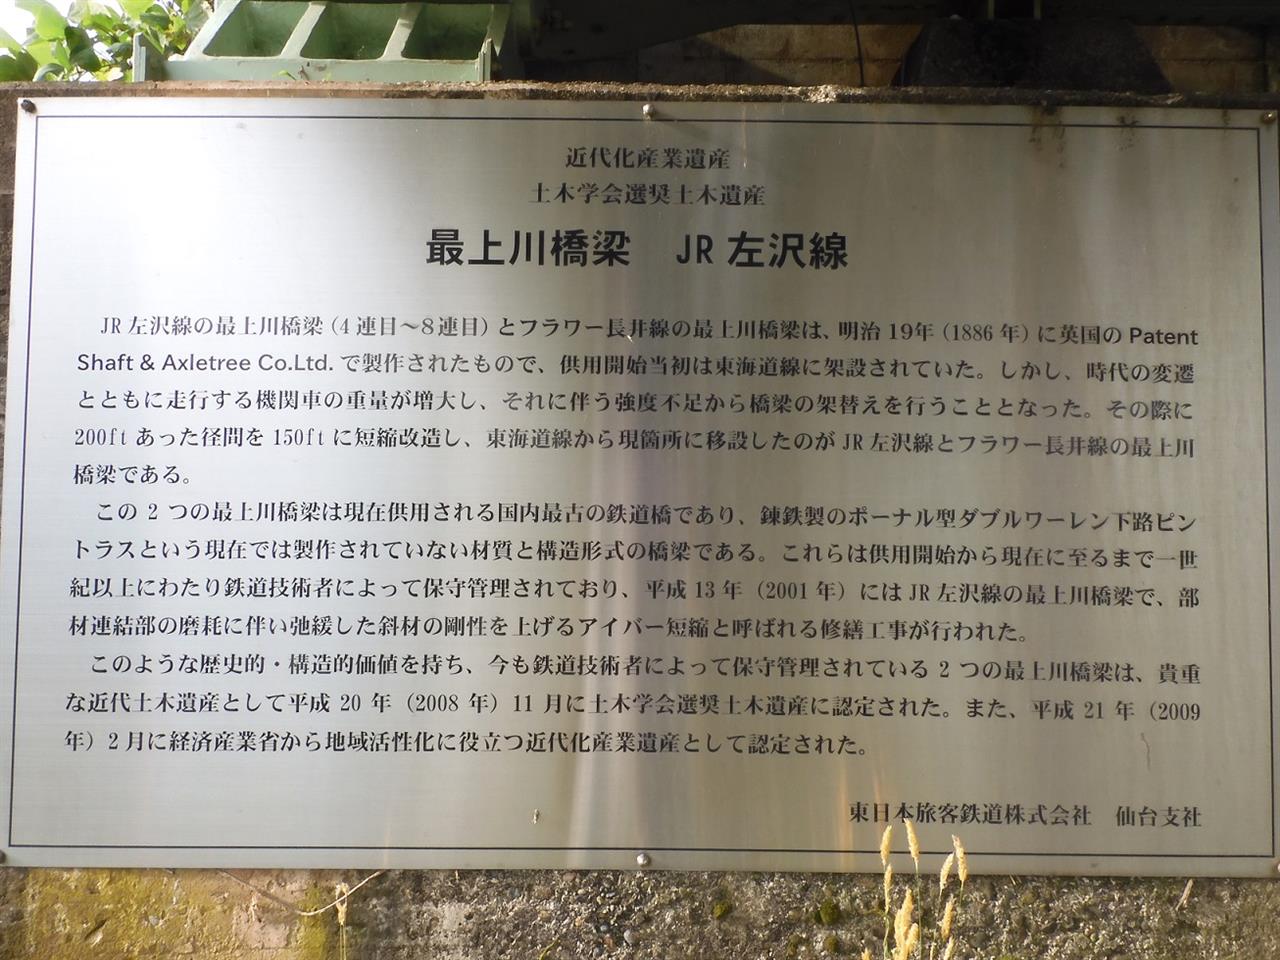 近代化産業遺産
土木学会選奨土木遺産
最上川橋梁　JR 左沢線
JR 左沢線の最上川橋梁（4 連目～8 連目）とフラワー長井線の最上川橋梁は、明治 19年（1886 年）に英国の Patent
Shaft & Axletree Co.Ltd. で製作されたもので、供用開始当初は東海道線に架設されていた。しかし、時代の変遷
とともに走行する機関車の重量が増大し、それに伴う強度不足から橋梁の架替えを行うこととなった。その際に
200ft あった径間を 150ft に短縮改造し、東海道線から現箇所に移設したのが JR 左沢線とフラワー長井線の最上川
橋梁である。
この 2 つの最上川橋梁は現在供用される国内最古の鉄道橋であり、錬鉄製のポーナル型ダブルワーレン下路ピン
トラスという現在では製作されていない材質と構造形式の橋梁である。これらは供用開始から現在に至るまで一世
紀以上にわたり鉄道技術者によって保守管理されており、平成 13 年（2001 年）には JR 左沢線の最上川橋梁で、部
材連結部の磨耗に伴い弛緩した斜材の剛性を上げるアイバー短縮と呼ばれる修繕工事が行われた。
このような歴史的・構造的価値を持ち、今も鉄道技術者によって保守管理されている 2 つの最上川橋梁は、貴重
な近代土木遺産として平成 20 年（2008 年）11 月に土木学会選奨土木遺産に認定された。また、平成 21 年（2009
年）2 月に経済産業省から地域活性化に役立つ近代化産業遺産として認定された。
東日本旅客鉄道株式会社　仙台支社